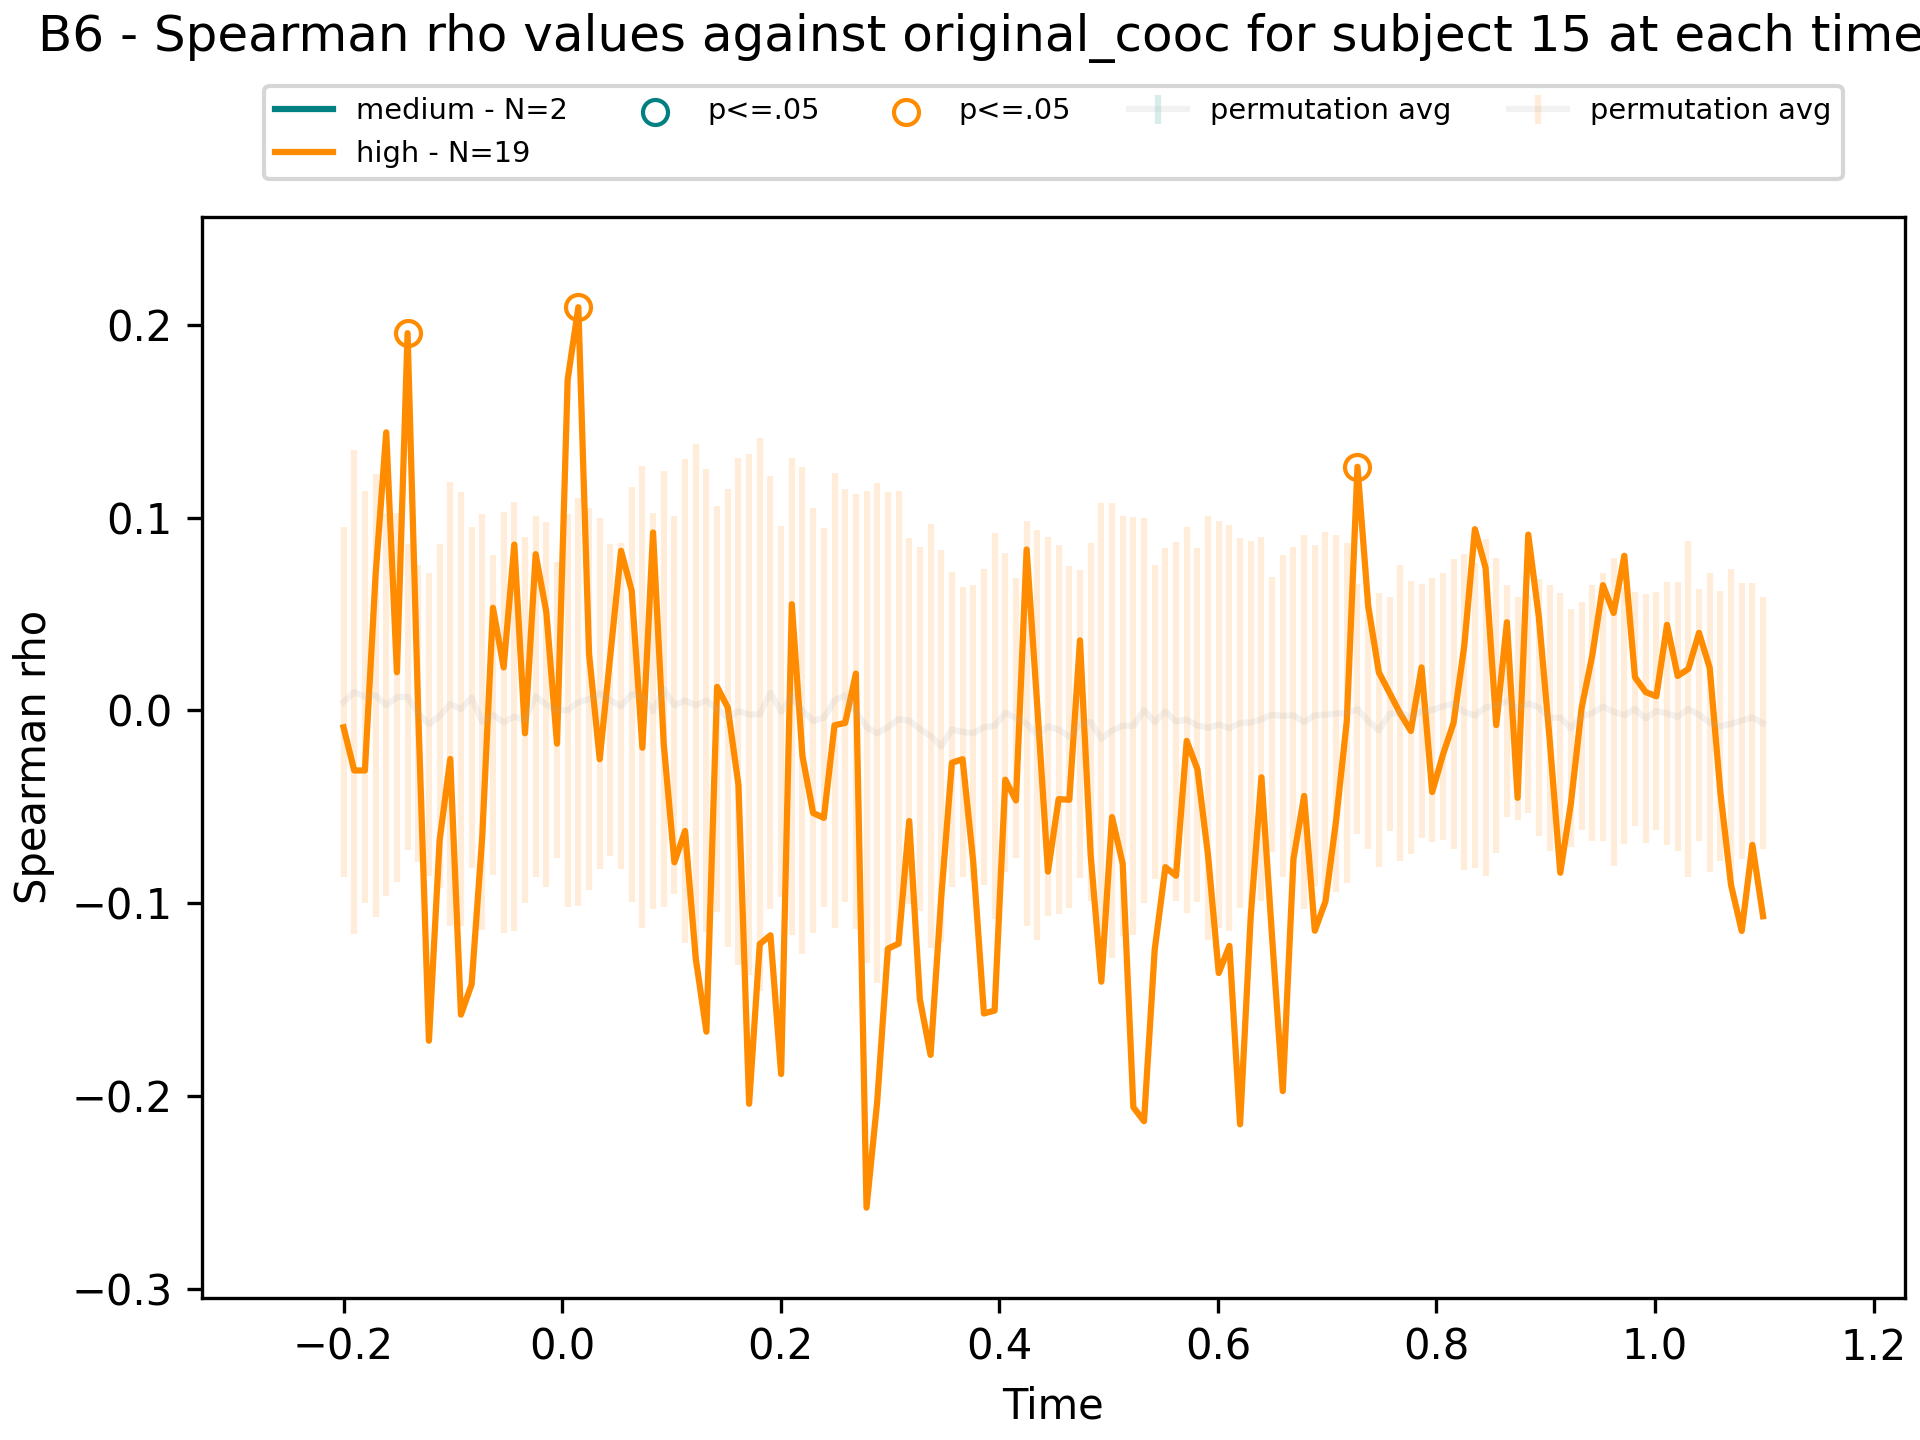 B6 - Spearman rho values against original_cooc for subject 15 at each time
medium - N=2 p<=.05 p<=.05 permutation avg permutation avg
high - N=19
Spearman rho
0.2
0.1
0.0
−0.1
−0.2
−0.3
−0.2 0.0 0.2 0.4 0.6 0.8 1.0 1.2
Time